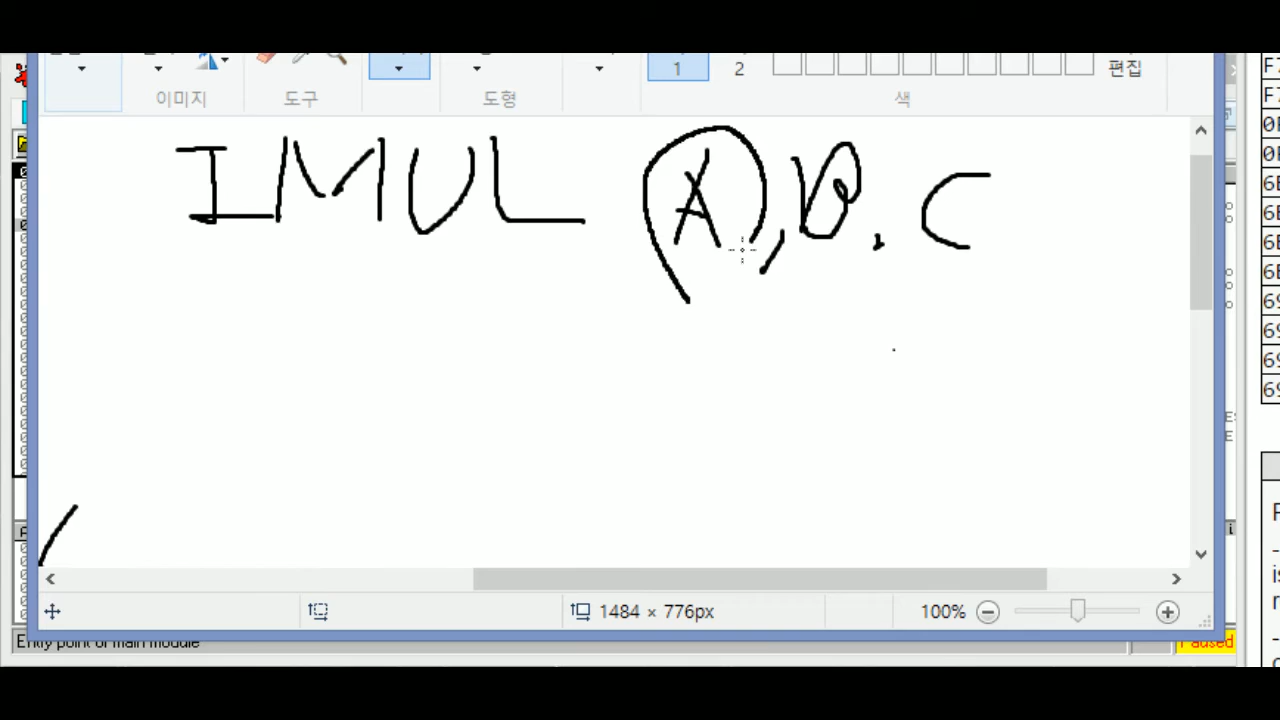 1
2
편집
이미지
도구
도형
색
IMUL A, B, C
1484 × 776px
100%
Entry point of main module
Paused